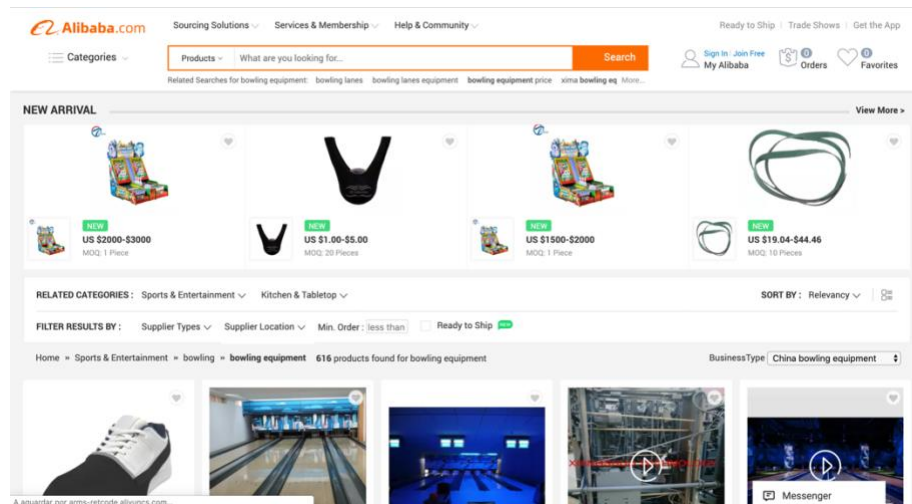 Alibaba.com
Sourcing Solutions Services & Membership Help & Community
Ready to Ship Trade Shows Get the App
Categories
Products What are you looking for... Search
Sign In Join Free
My Alibaba
0
Orders
0
Favorites
Related Searches for bowling equipment: bowling lanes bowling lanes equipment bowling equipment price xima bowling eq More...
NEW ARRIVAL View More >
NEW
US $2000-$3000
MOQ: 1 Piece
NEW
US $1.00-$5.00
MOQ: 20 Pieces
NEW
US $1500-$2000
MOQ: 1 Piece
NEW
US $19.04-$44.46
MOQ: 10 Pieces
RELATED CATEGORIES : Sports & Entertainment Kitchen & Tabletop SORT BY : Relevancy
FILTER RESULTS BY : Supplier Types Supplier Location Min. Order : less than Ready to Ship
Home » Sports & Entertainment » bowling » bowling equipment 616 products found for bowling equipment BusinessType China bowling equipment
Messenger
A aguardar por arms-retcode.aliyuncs.com...